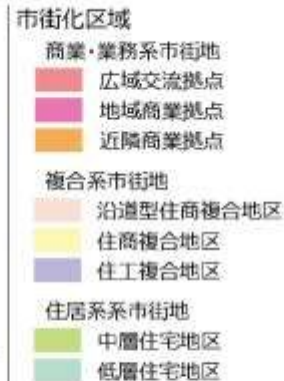 市街化区域
商業・業務系市街地
広域交流拠点
地域商業拠点
近隣商業拠点
複合系市街地
沿道型住商複合地区
住商複合地区
住工複合地区
住居系系市街地
中層住宅地区
低層住宅地区